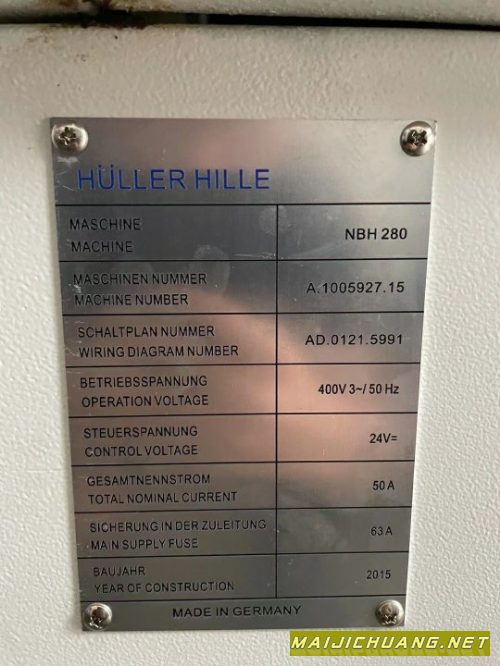 HÜLLER HILLE
MASCHINE
MACHINE
NBH 280
MASCHINEN NUMMER
MACHINE NUMBER
A.1005927.15
SCHALTPLAN NUMMER
WIRING DIAGRAM NUMBER
AD.0121.5991
BETRIEBSSPANNUNG
OPERATION VOLTAGE
400V 3~/ 50 Hz
STEUERSPANNUNG
CONTROL VOLTAGE
24V=
GESAMTNENNSTROM
TOTAL NOMINAL CURRENT
50 A
SICHERUNG IN DER ZULEITUNG
MAIN SUPPLY FUSE
63 A
BAUJAHR
YEAR OF CONSTRUCTION
2015
MADE IN GERMANY
MAIJICHUANG.NET